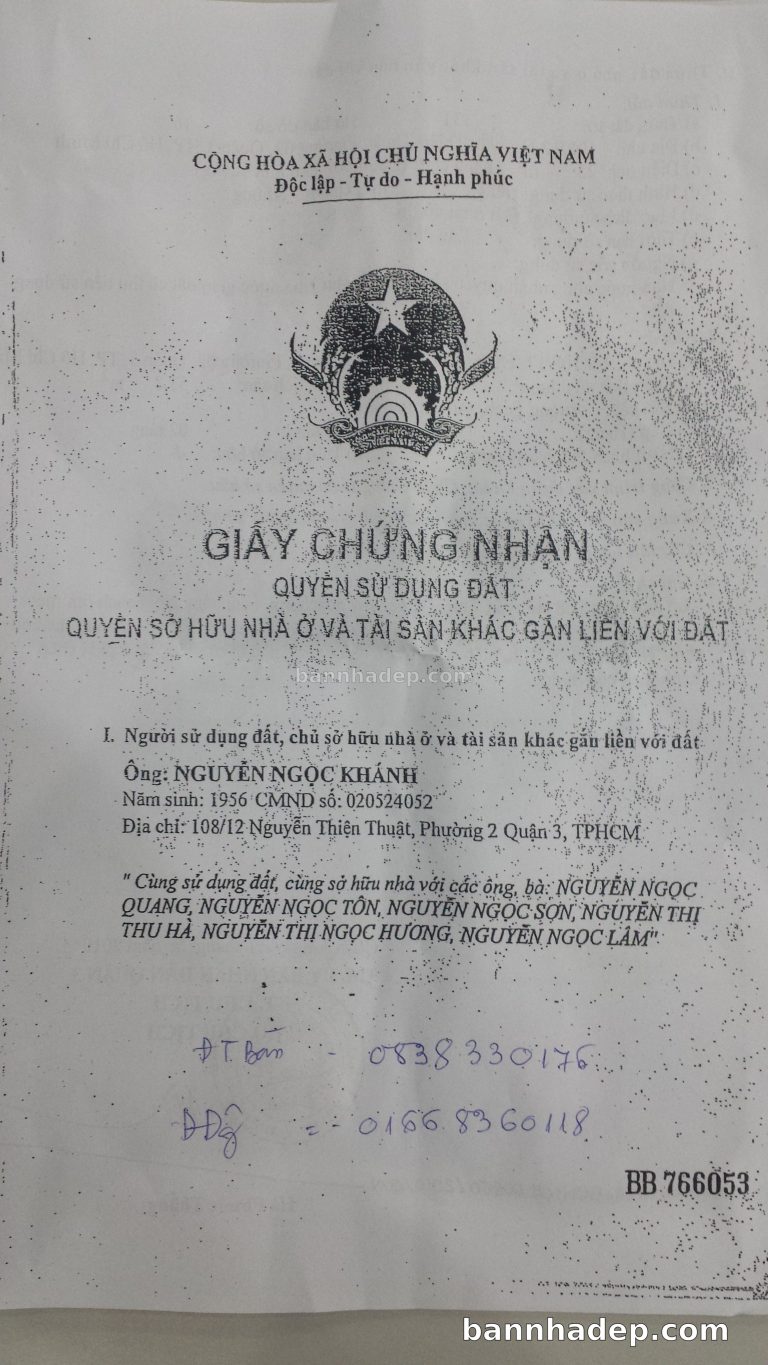 CỘNG HÒA XÃ HỘI CHỦ NGHĨA VIỆT NAM
Độc lập - Tự do - Hạnh phúc
GIẤY CHỨNG NHẬN
QUYỀN SỬ DỤNG ĐẤT
QUYỀN SỞ HỮU NHÀ Ở VÀ TÀI SẢN KHÁC GẮN LIỀN VỚI ĐẤT
bannhadep.com
I. Người sử dụng đất, chủ sở hữu nhà ở và tài sản khác gắn liền với đất
Ông: NGUYỄN NGỌC KHÁNH
Năm sinh: 1956 CMND số: 020524052
Địa chỉ: 108/12 Nguyễn Thiện Thuật, Phường 2 Quận 3, TPHCM
" Cùng sử dụng đất, cùng sở hữu nhà với các ông, bà: NGUYỄN NGỌC
QUANG, NGUYỄN NGỌC TÔN, NGUYỄN NGỌC SƠN, NGUYỄN THỊ
THU HÀ, NGUYỄN THỊ NGỌC HƯƠNG, NGUYỄN NGỌC LÂM"
ĐT Bàn - 0838 330176
= - 0166 8360118
BB 766053
bannhadep.com